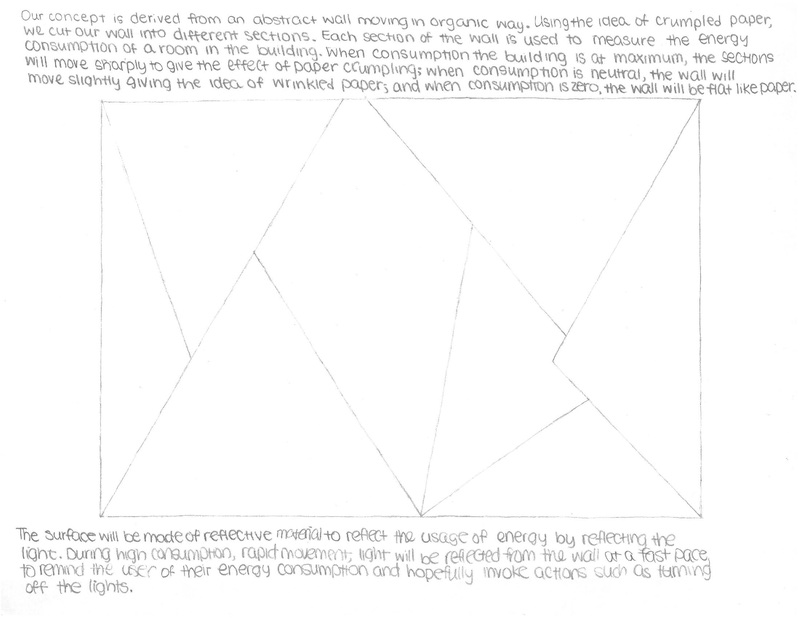 Our concept is derived from an abstract wall moving in organic way. Using the idea of crumpled paper,
we cut our wall into different sections. Each section of the wall is used to measure the energy
consumption of a room in the building. When consumption the building is at maximum, the sections
will move sharply to give the effect of paper crumpling; when consumption is neutral, the wall will
move slightly giving the idea of wrinkled paper; and when consumption is zero, the wall will be flat like paper.
The surface will be made of reflective material to reflect the usage of energy by reflecting the
light. During high consumption, rapid movement; light will be reflected from the wall at a fast pace,
to remind the user of their energy consumption and hopefully invoke actions such as turning
off the lights.